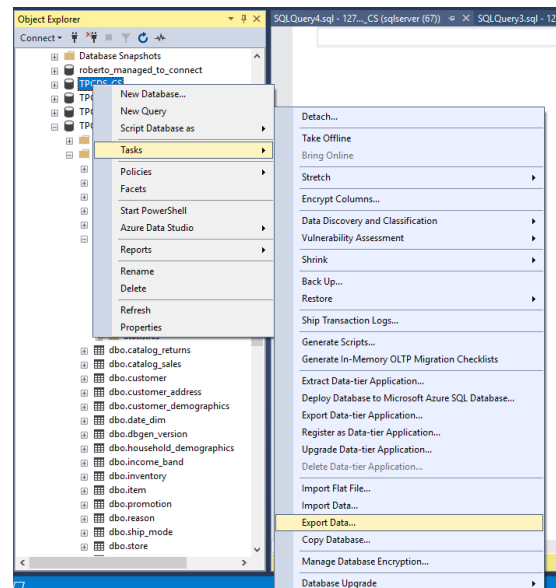 Object Explorer
SQLQuery4.sql - 127..._CS (sqlserver (67))
SQLQuery3.sql - 12
Connect
Database Snapshots
roberto_managed_to_connect
TPCDS_CS
New Database...
New Query
Script Database as
Tasks
Policies
Facets
Start PowerShell
Azure Data Studio
Reports
Rename
Delete
Refresh
Properties
Detach...
Take Offline
Bring Online
Stretch
Encrypt Columns...
Data Discovery and Classification
Vulnerability Assessment
Shrink
Back Up...
Restore
Ship Transaction Logs...
Generate Scripts...
Generate In-Memory OLTP Migration Checklists
Extract Data-tier Application...
Deploy Database to Microsoft Azure SQL Database...
Export Data-tier Application...
Register as Data-tier Application...
Upgrade Data-tier Application...
Delete Data-tier Application...
Import Flat File...
Import Data...
Export Data...
Copy Database...
Manage Database Encryption...
Database Upgrade
dbo.catalog_returns
dbo.catalog_sales
dbo.customer
dbo.customer_address
dbo.customer_demographics
dbo.date_dim
dbo.dbgen_version
dbo.household_demographics
dbo.income_band
dbo.inventory
dbo.item
dbo.promotion
dbo.reason
dbo.ship_mode
dbo.store